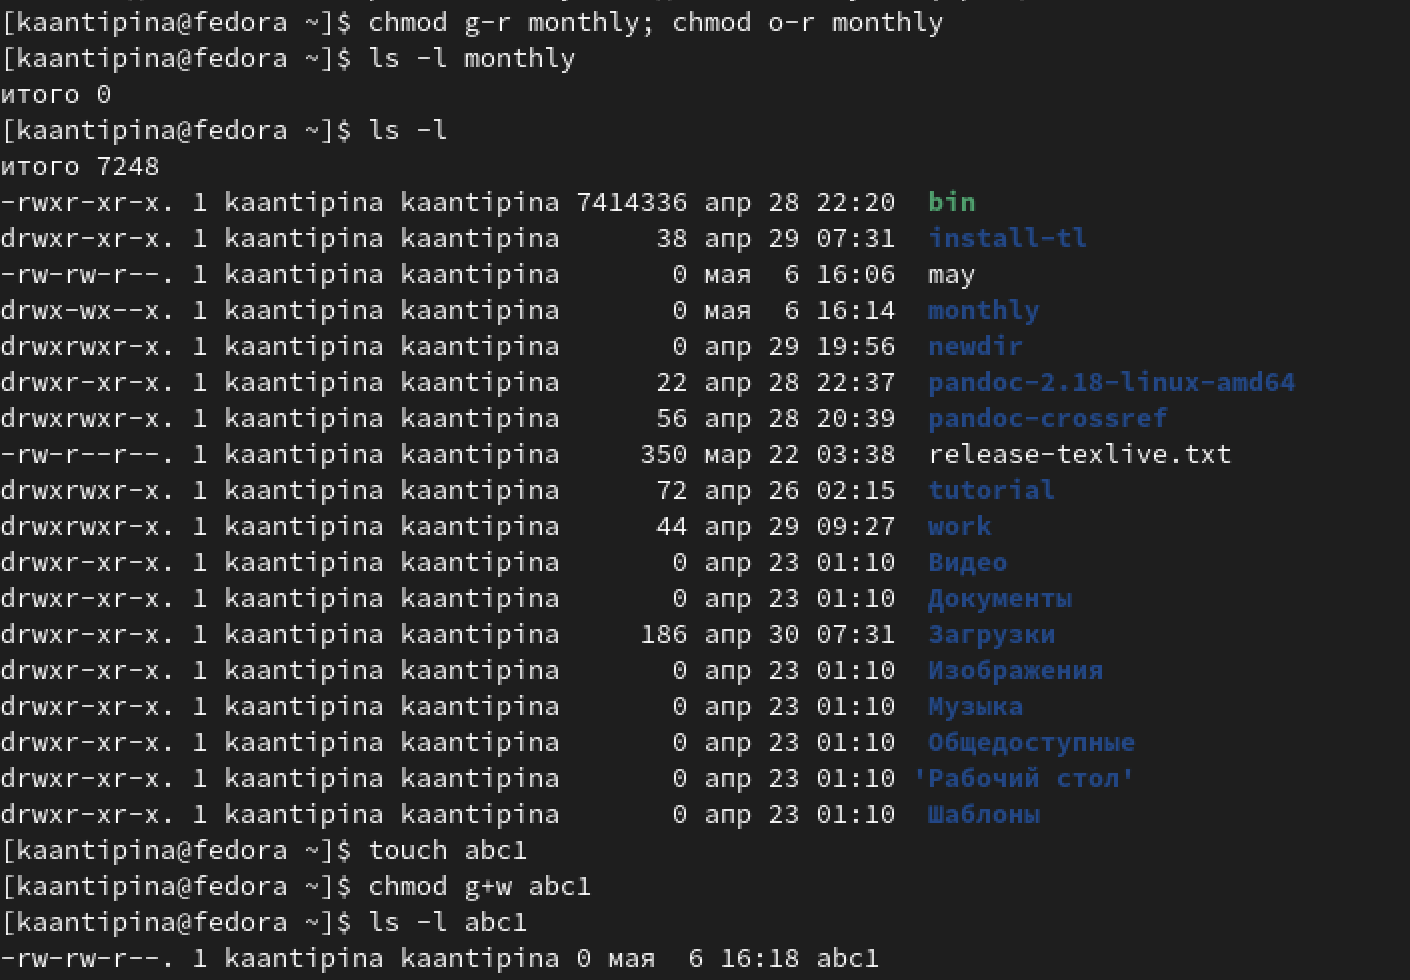 [kaantipina@fedora ~]$ chmod g-r monthly; chmod o-r monthly
[kaantipina@fedora ~]$ ls -l monthly
итого 0
[kaantipina@fedora ~]$ ls -l
итого 7248
-rwxr-xr-x. 1 kaantipina kaantipina 7414336 апр 28 22:20  bin
drwxr-xr-x. 1 kaantipina kaantipina      38 апр 29 07:31  install-tl
-rw-rw-r--. 1 kaantipina kaantipina       0 мая  6 16:06  may
drwx-wx--x. 1 kaantipina kaantipina       0 мая  6 16:14  monthly
drwxrwxr-x. 1 kaantipina kaantipina       0 апр 29 19:56  newdir
drwxrwxr-x. 1 kaantipina kaantipina      22 апр 28 22:37  pandoc-2.18-linux-amd64
drwxrwxr-x. 1 kaantipina kaantipina      56 апр 28 20:39  pandoc-crossref
-rw-r--r--. 1 kaantipina kaantipina     350 мар 22 03:38  release-texlive.txt
drwxrwxr-x. 1 kaantipina kaantipina      72 апр 26 02:15  tutorial
drwxrwxr-x. 1 kaantipina kaantipina      44 апр 29 09:27  work
drwxr-xr-x. 1 kaantipina kaantipina       0 апр 23 01:10  Видео
drwxr-xr-x. 1 kaantipina kaantipina       0 апр 23 01:10  Документы
drwxr-xr-x. 1 kaantipina kaantipina     186 апр 30 07:31  Загрузки
drwxr-xr-x. 1 kaantipina kaantipina       0 апр 23 01:10  Изображения
drwxr-xr-x. 1 kaantipina kaantipina       0 апр 23 01:10  Музыка
drwxr-xr-x. 1 kaantipina kaantipina       0 апр 23 01:10  Общедоступные
drwxr-xr-x. 1 kaantipina kaantipina       0 апр 23 01:10 'Рабочий стол'
drwxr-xr-x. 1 kaantipina kaantipina       0 апр 23 01:10  Шаблоны
[kaantipina@fedora ~]$ touch abc1
[kaantipina@fedora ~]$ chmod g+w abc1
[kaantipina@fedora ~]$ ls -l abc1
-rw-rw-r--. 1 kaantipina kaantipina 0 мая  6 16:18 abc1